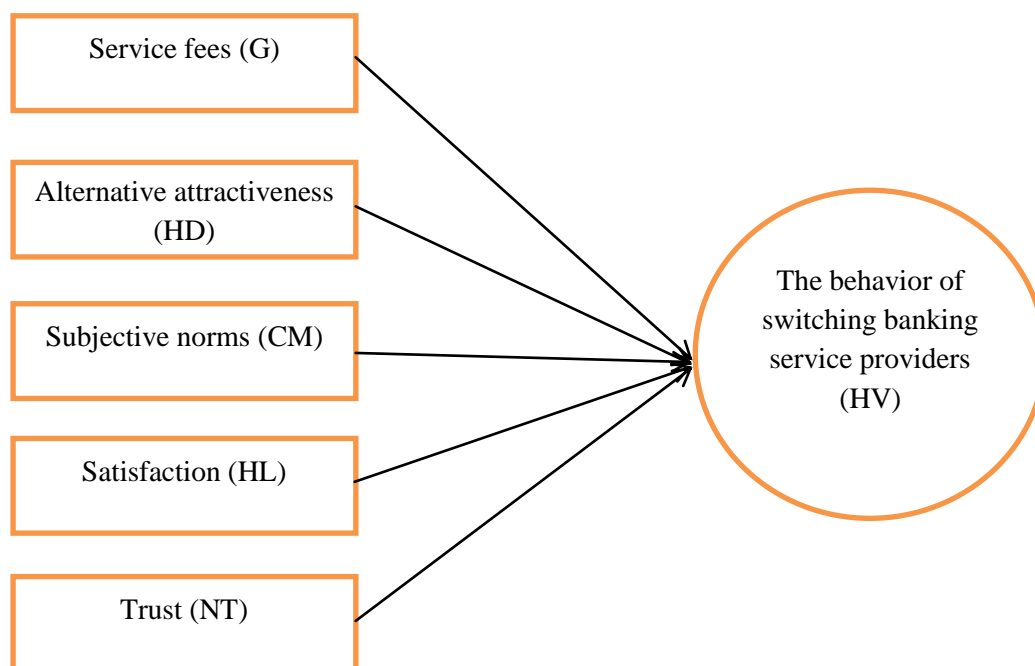 Service fees (G)
Alternative attractiveness
(HD)
Subjective norms (CM)
Satisfaction (HL)
Trust (NT)
The behavior of
switching banking
service providers
(HV)